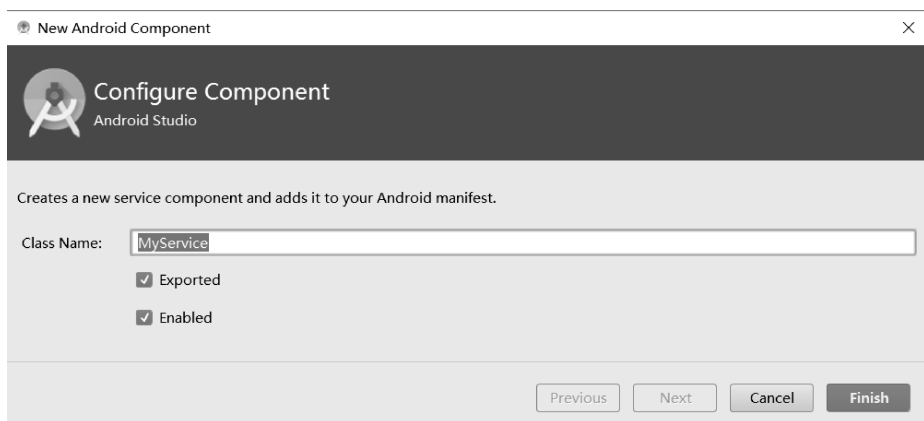 New Android Component
Configure Component
Android Studio
Creates a new service component and adds it to your Android manifest.
Class Name: MyService
Exported
Enabled
Previous Next Cancel Finish